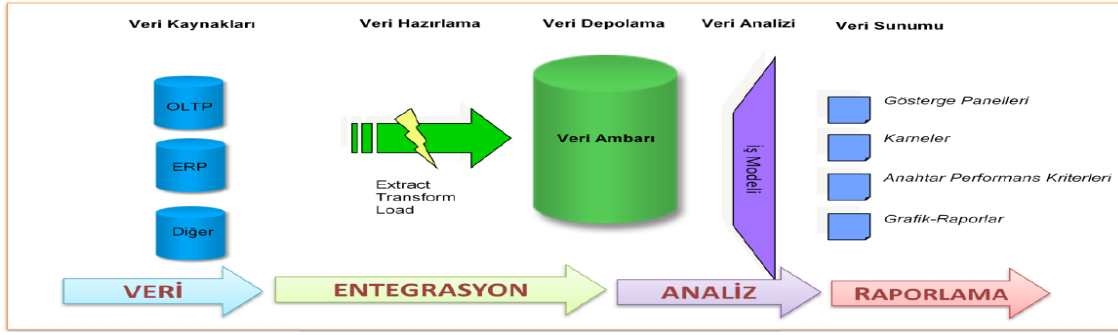 Veri Kaynakları
Veri Hazırlama
Veri Depolama
Veri Analizi
Veri Sunumu
OLTP
ERP
Diğer
Extract
Transform
Load
Veri Ambarı
İş Modeli
Gösterge Panelleri
Karneler
Anahtar Performans Kriterleri
Grafik-Raporlar
VERİ
ENTEGRASYON
ANALİZ
RAPORLAMA